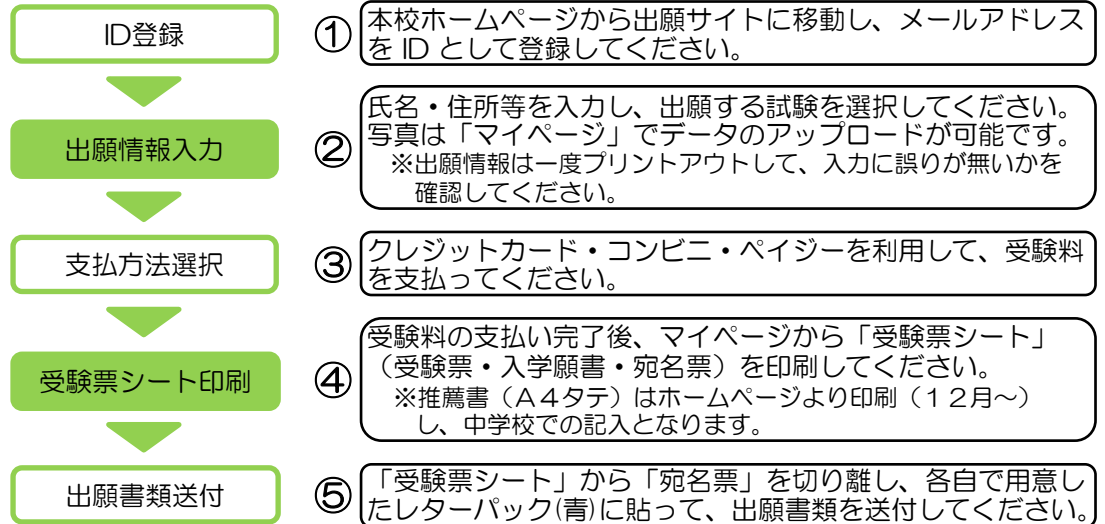 ID登録
① 本校ホームページから出願サイトに移動し、メールアドレス
を ID として登録してください。
出願情報入力
② 氏名・住所等を入力し、出願する試験を選択してください。
写真は「マイページ」でデータのアップロードが可能です。
※出願情報は一度プリントアウトして、入力に誤りが無いかを
確認してください。
支払方法選択
③ クレジットカード・コンビニ・ペイジーを利用して、受験料
を支払ってください。
受験票シート印刷
④ 受験料の支払い完了後、マイページから「受験票シート」
（受験票・入学願書・宛名票）を印刷してください。
※推薦書（A４タテ）はホームページより印刷（１２月～）
し、中学校での記入となります。
出願書類送付
⑤ 「受験票シート」から「宛名票」を切り離し、各自で用意し
たレターパック(青)に貼って、出願書類を送付してください。